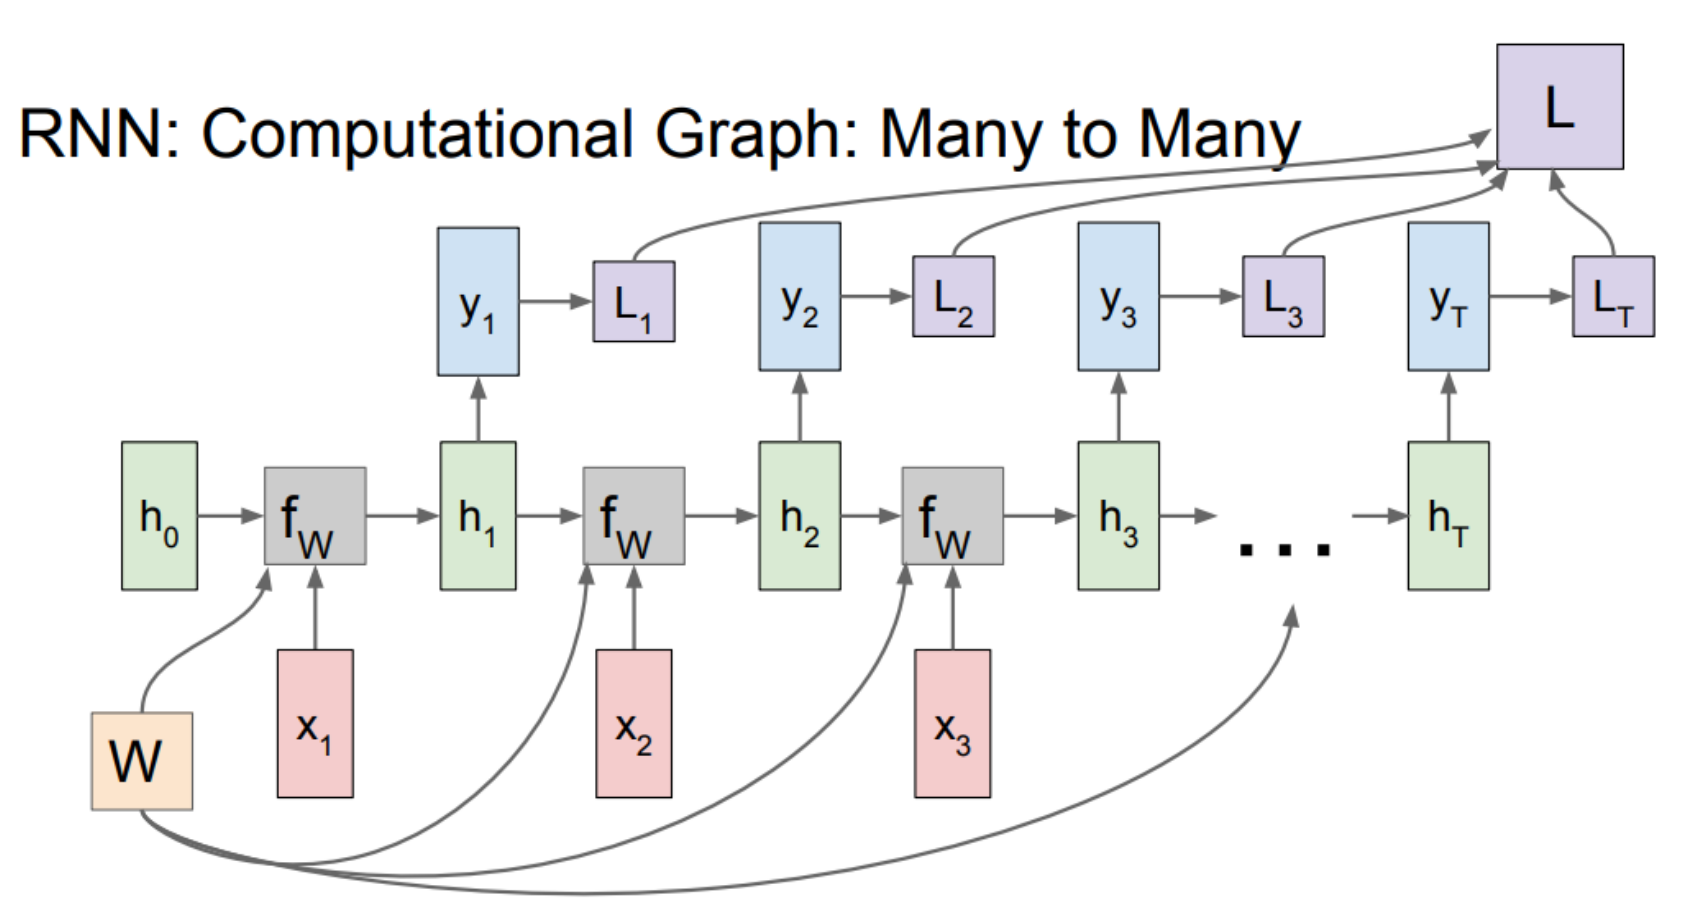 L
RNN: Computational Graph: Many to Many
y1 L1 y2 L2 y3 L3 yT LT
h0 fW h1 fW h2 fW h3 ... hT
W x1 x2 x3